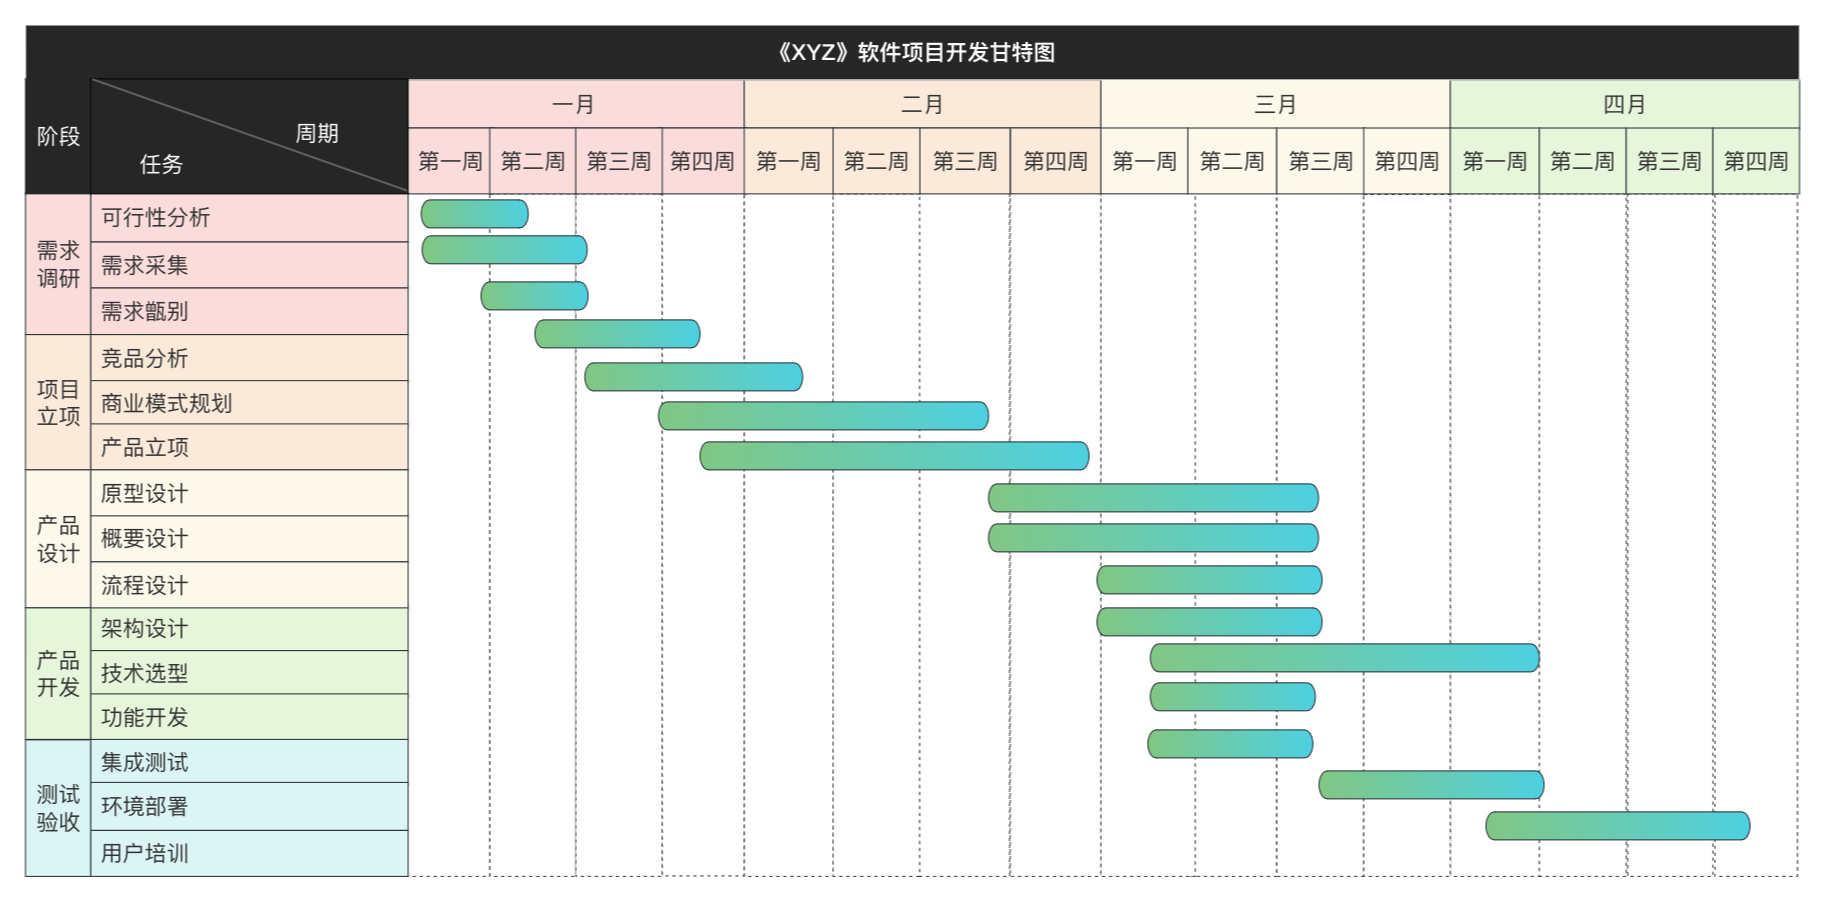 《XYZ》软件项目开发甘特图
阶段
周期
任务
一月
二月
三月
四月
第一周
第二周
第三周
第四周
第一周
第二周
第三周
第四周
第一周
第二周
第三周
第四周
第一周
第二周
第三周
第四周
需求
调研
可行性分析
需求采集
需求甑别
项目
立项
竞品分析
商业模式规划
产品立项
产品
设计
原型设计
概要设计
流程设计
产品
开发
架构设计
技术选型
功能开发
测试
验收
集成测试
环境部署
用户培训